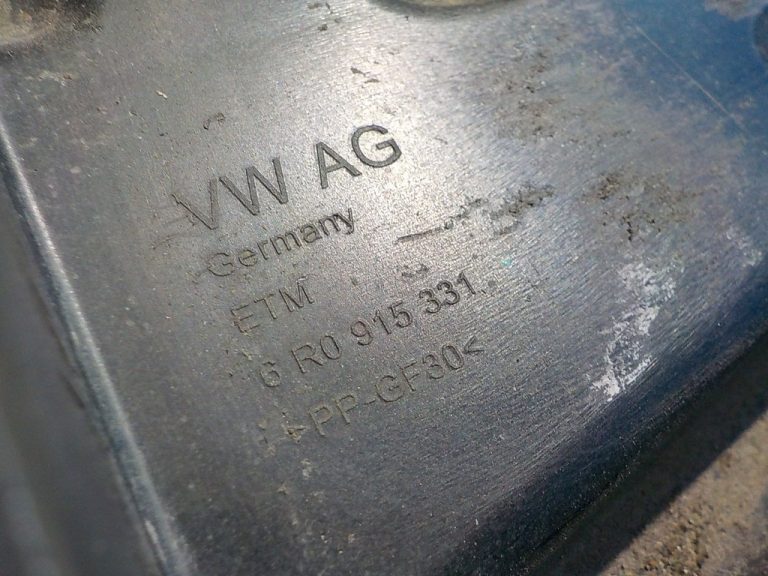 VW AG
Germany
ETM
6 R0 915 331
>PP-GF30<